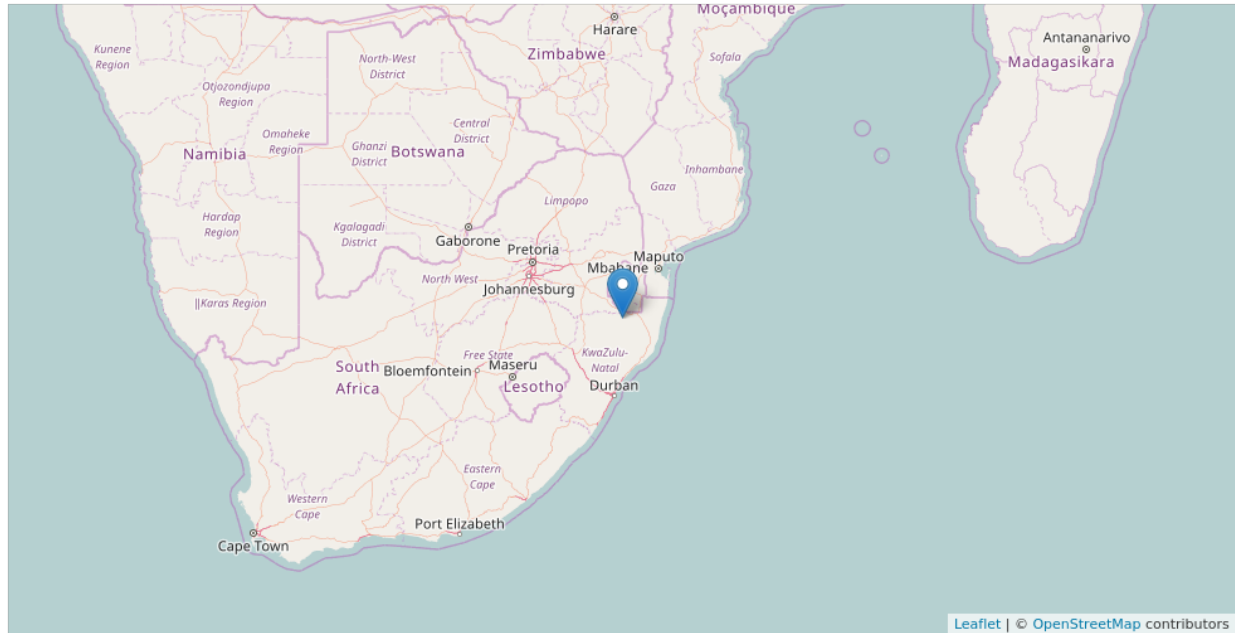 Moçambique
Harare
Zimbabwe
Kunene
Region
North-West
District
Sofala
Antananarivo
Madagasikara
Otjozondjupa
Region
Omaheke
Region
Central
District
Ghanzi
District
Botswana
Namibia
Inhambane
Gaza
Limpopo
Hardap
Region
Kgalagadi
District
Gaborone
Pretoria
Maputo
Mbabane
North West
Johannesburg
||Karas Region
South
Africa
Free State
Maseru
KwaZulu-
Natal
Bloemfontein
Lesotho
Durban
Eastern
Cape
Western
Cape
Port Elizabeth
Cape Town
Leaflet | © OpenStreetMap contributors